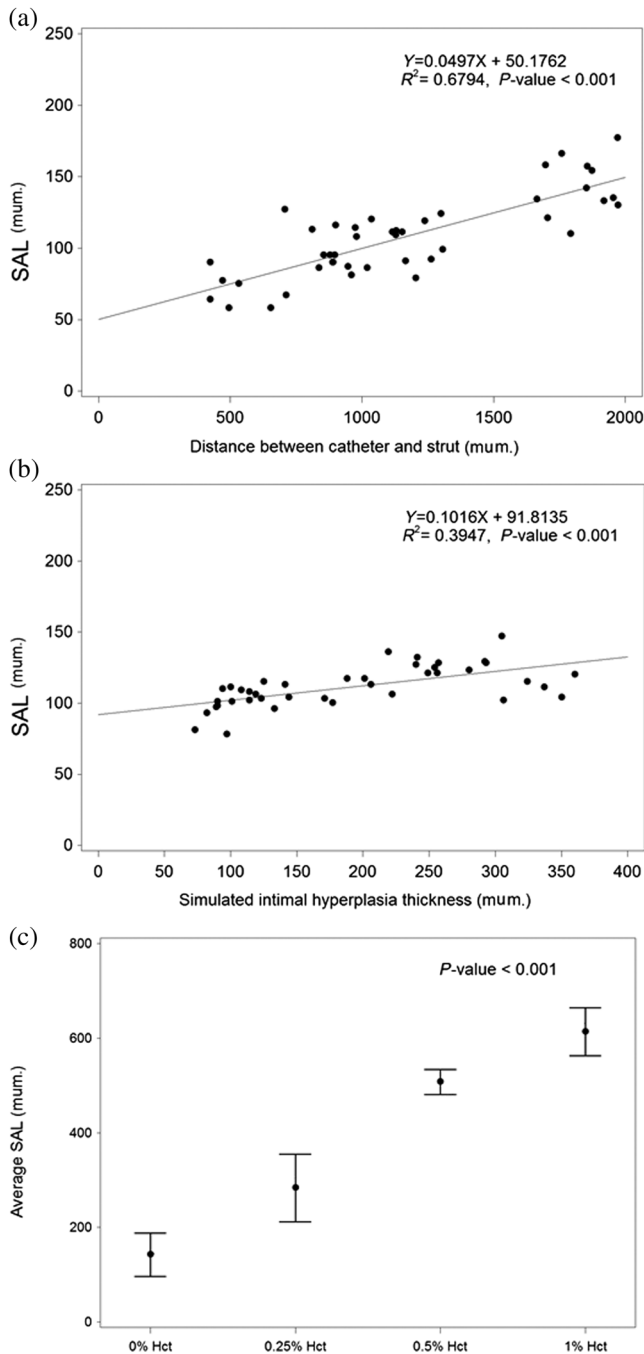 (a)
250
200
150
100
50
0
SAL (mum.)
Y=0.0497X + 50.1762
R²= 0.6794, P-value < 0.001
0 500 1000 1500 2000
Distance between catheter and strut (mum.)
(b)
250
200
150
100
50
0
SAL (mum.)
Y=0.1016X + 91.8135
R²= 0.3947, P-value < 0.001
0 50 100 150 200 250 300 350 400
Simulated intimal hyperplasia thickness (mum.)
(c)
800
600
400
200
0
Average SAL (mum.)
P-value < 0.001
0% Hct 0.25% Hct 0.5% Hct 1% Hct